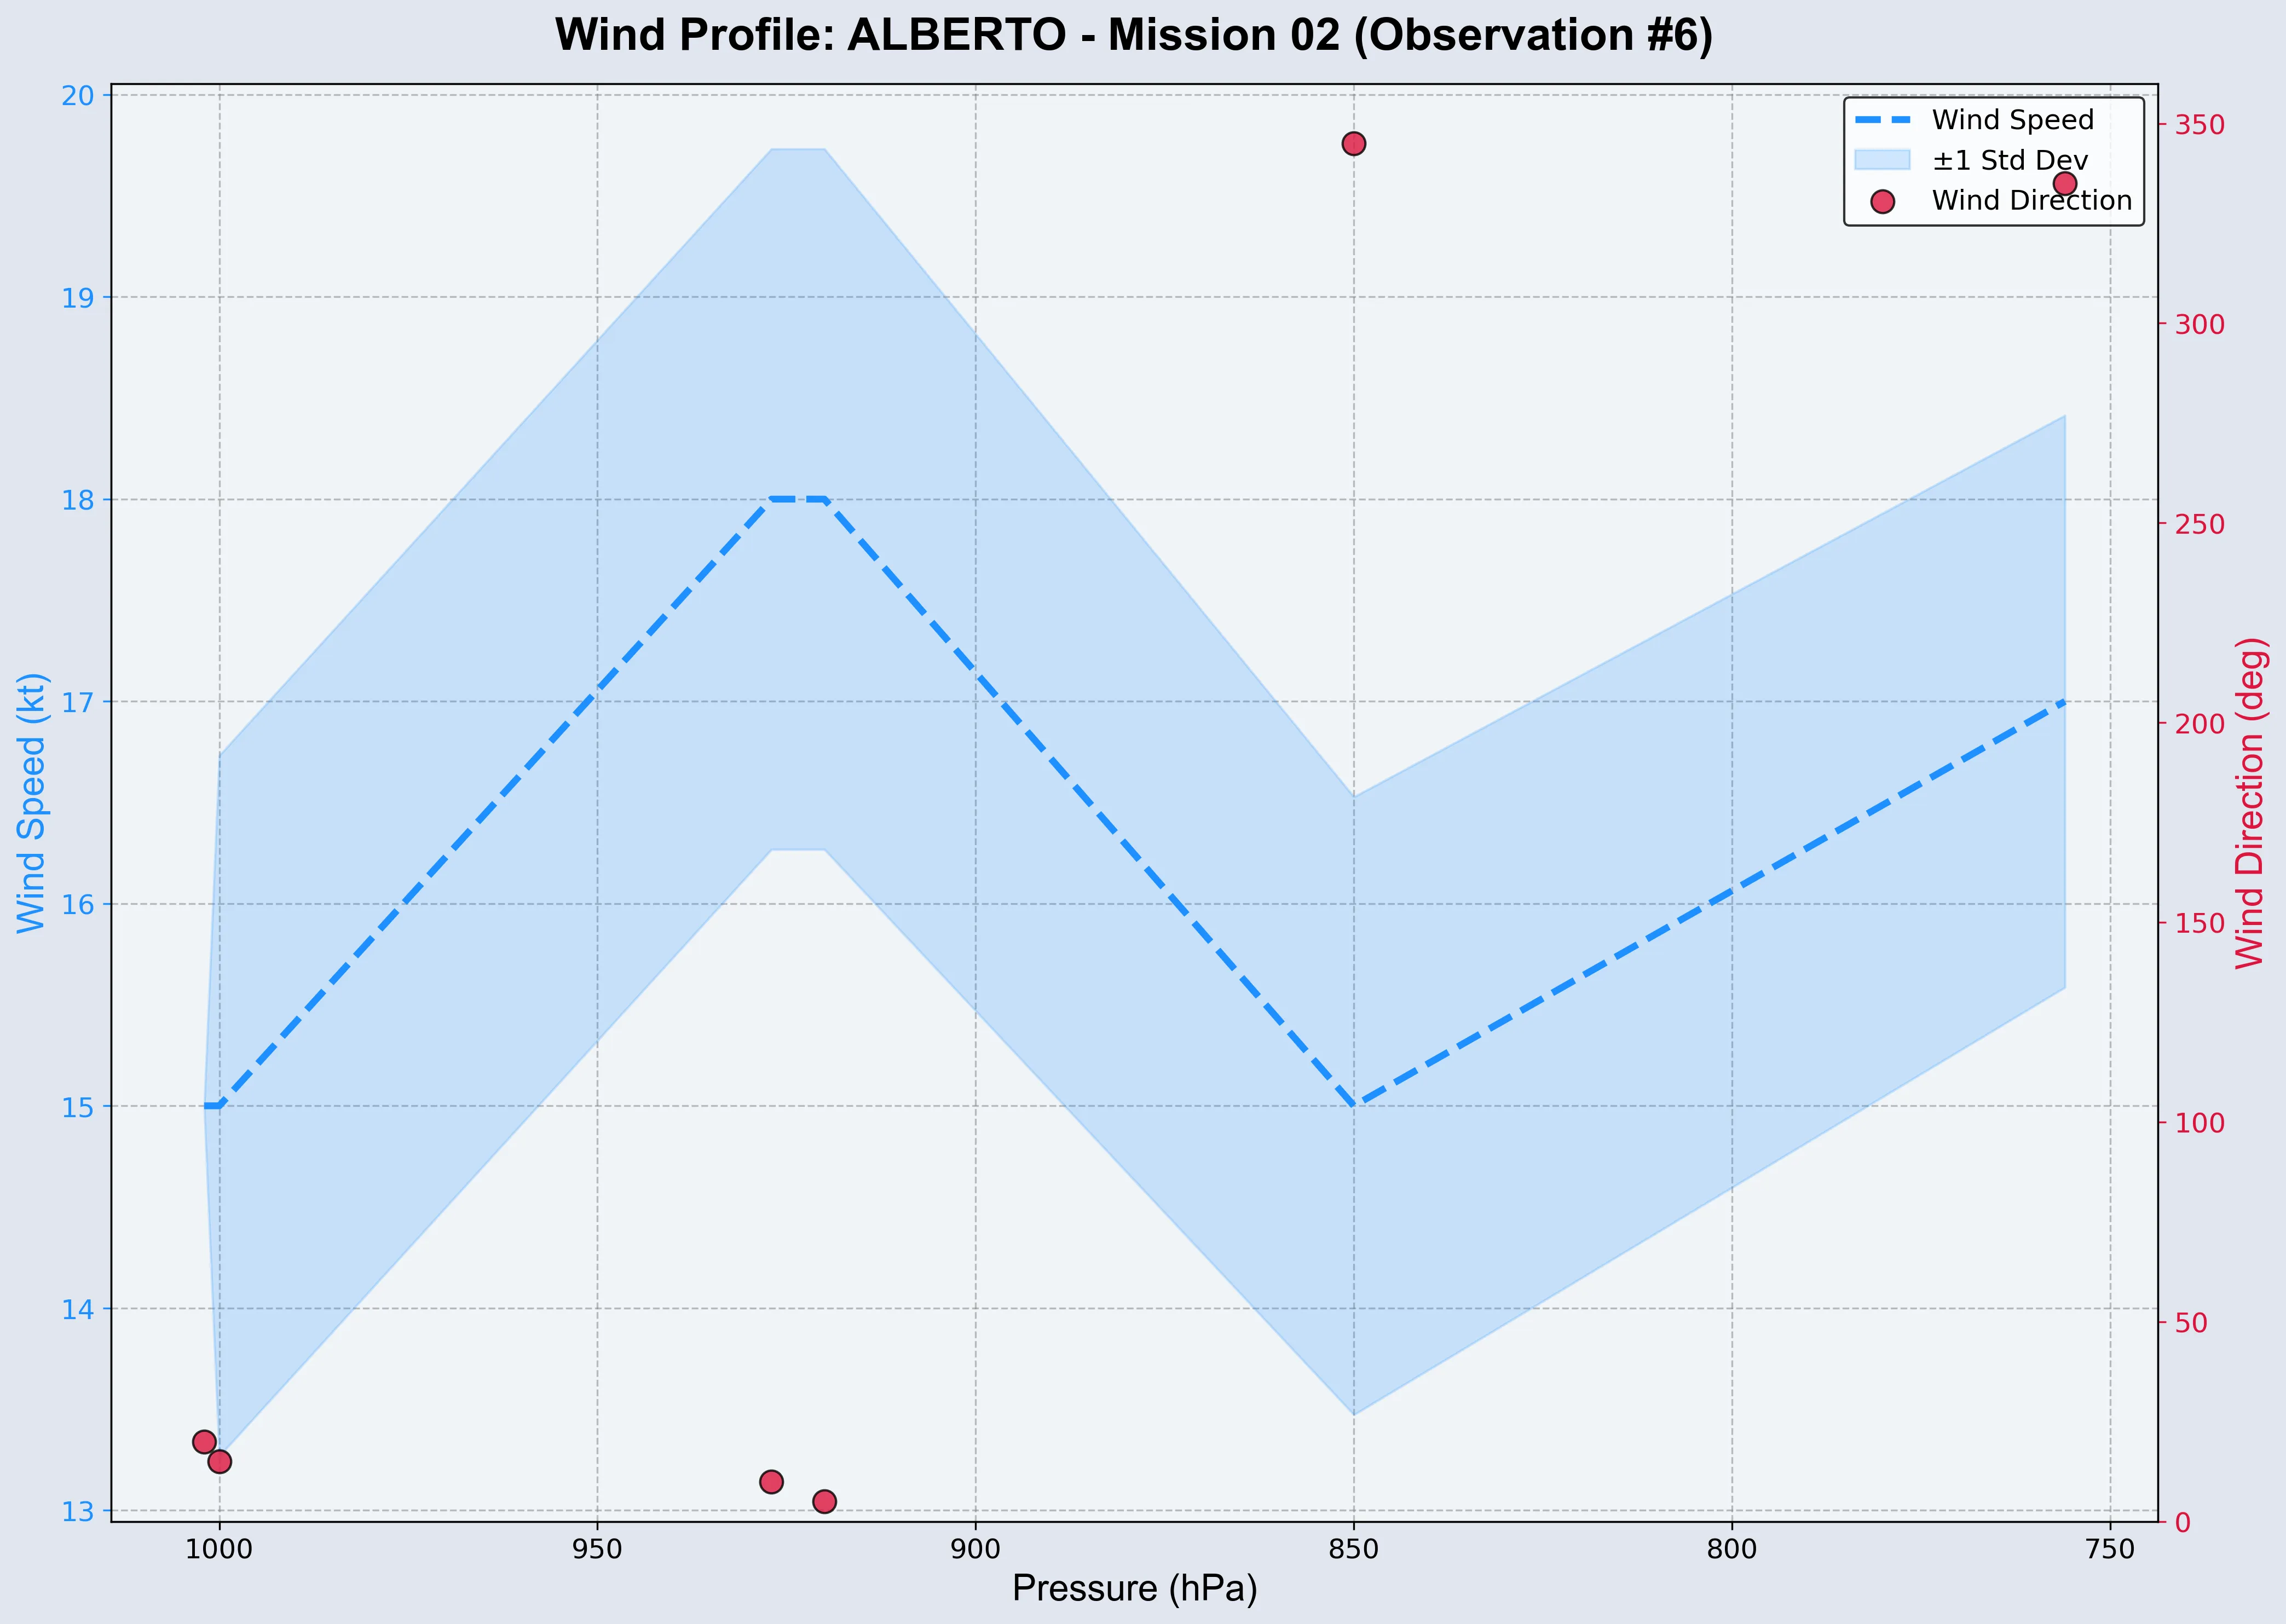 Wind Profile: ALBERTO - Mission 02 (Observation #6)
20
19
18
17
16
15
14
13
Wind Speed (kt)
Wind Speed
±1 Std Dev
Wind Direction
350
300
250
200
150
100
50
0
Wind Direction (deg)
1000 950 900 850 800 750
Pressure (hPa)